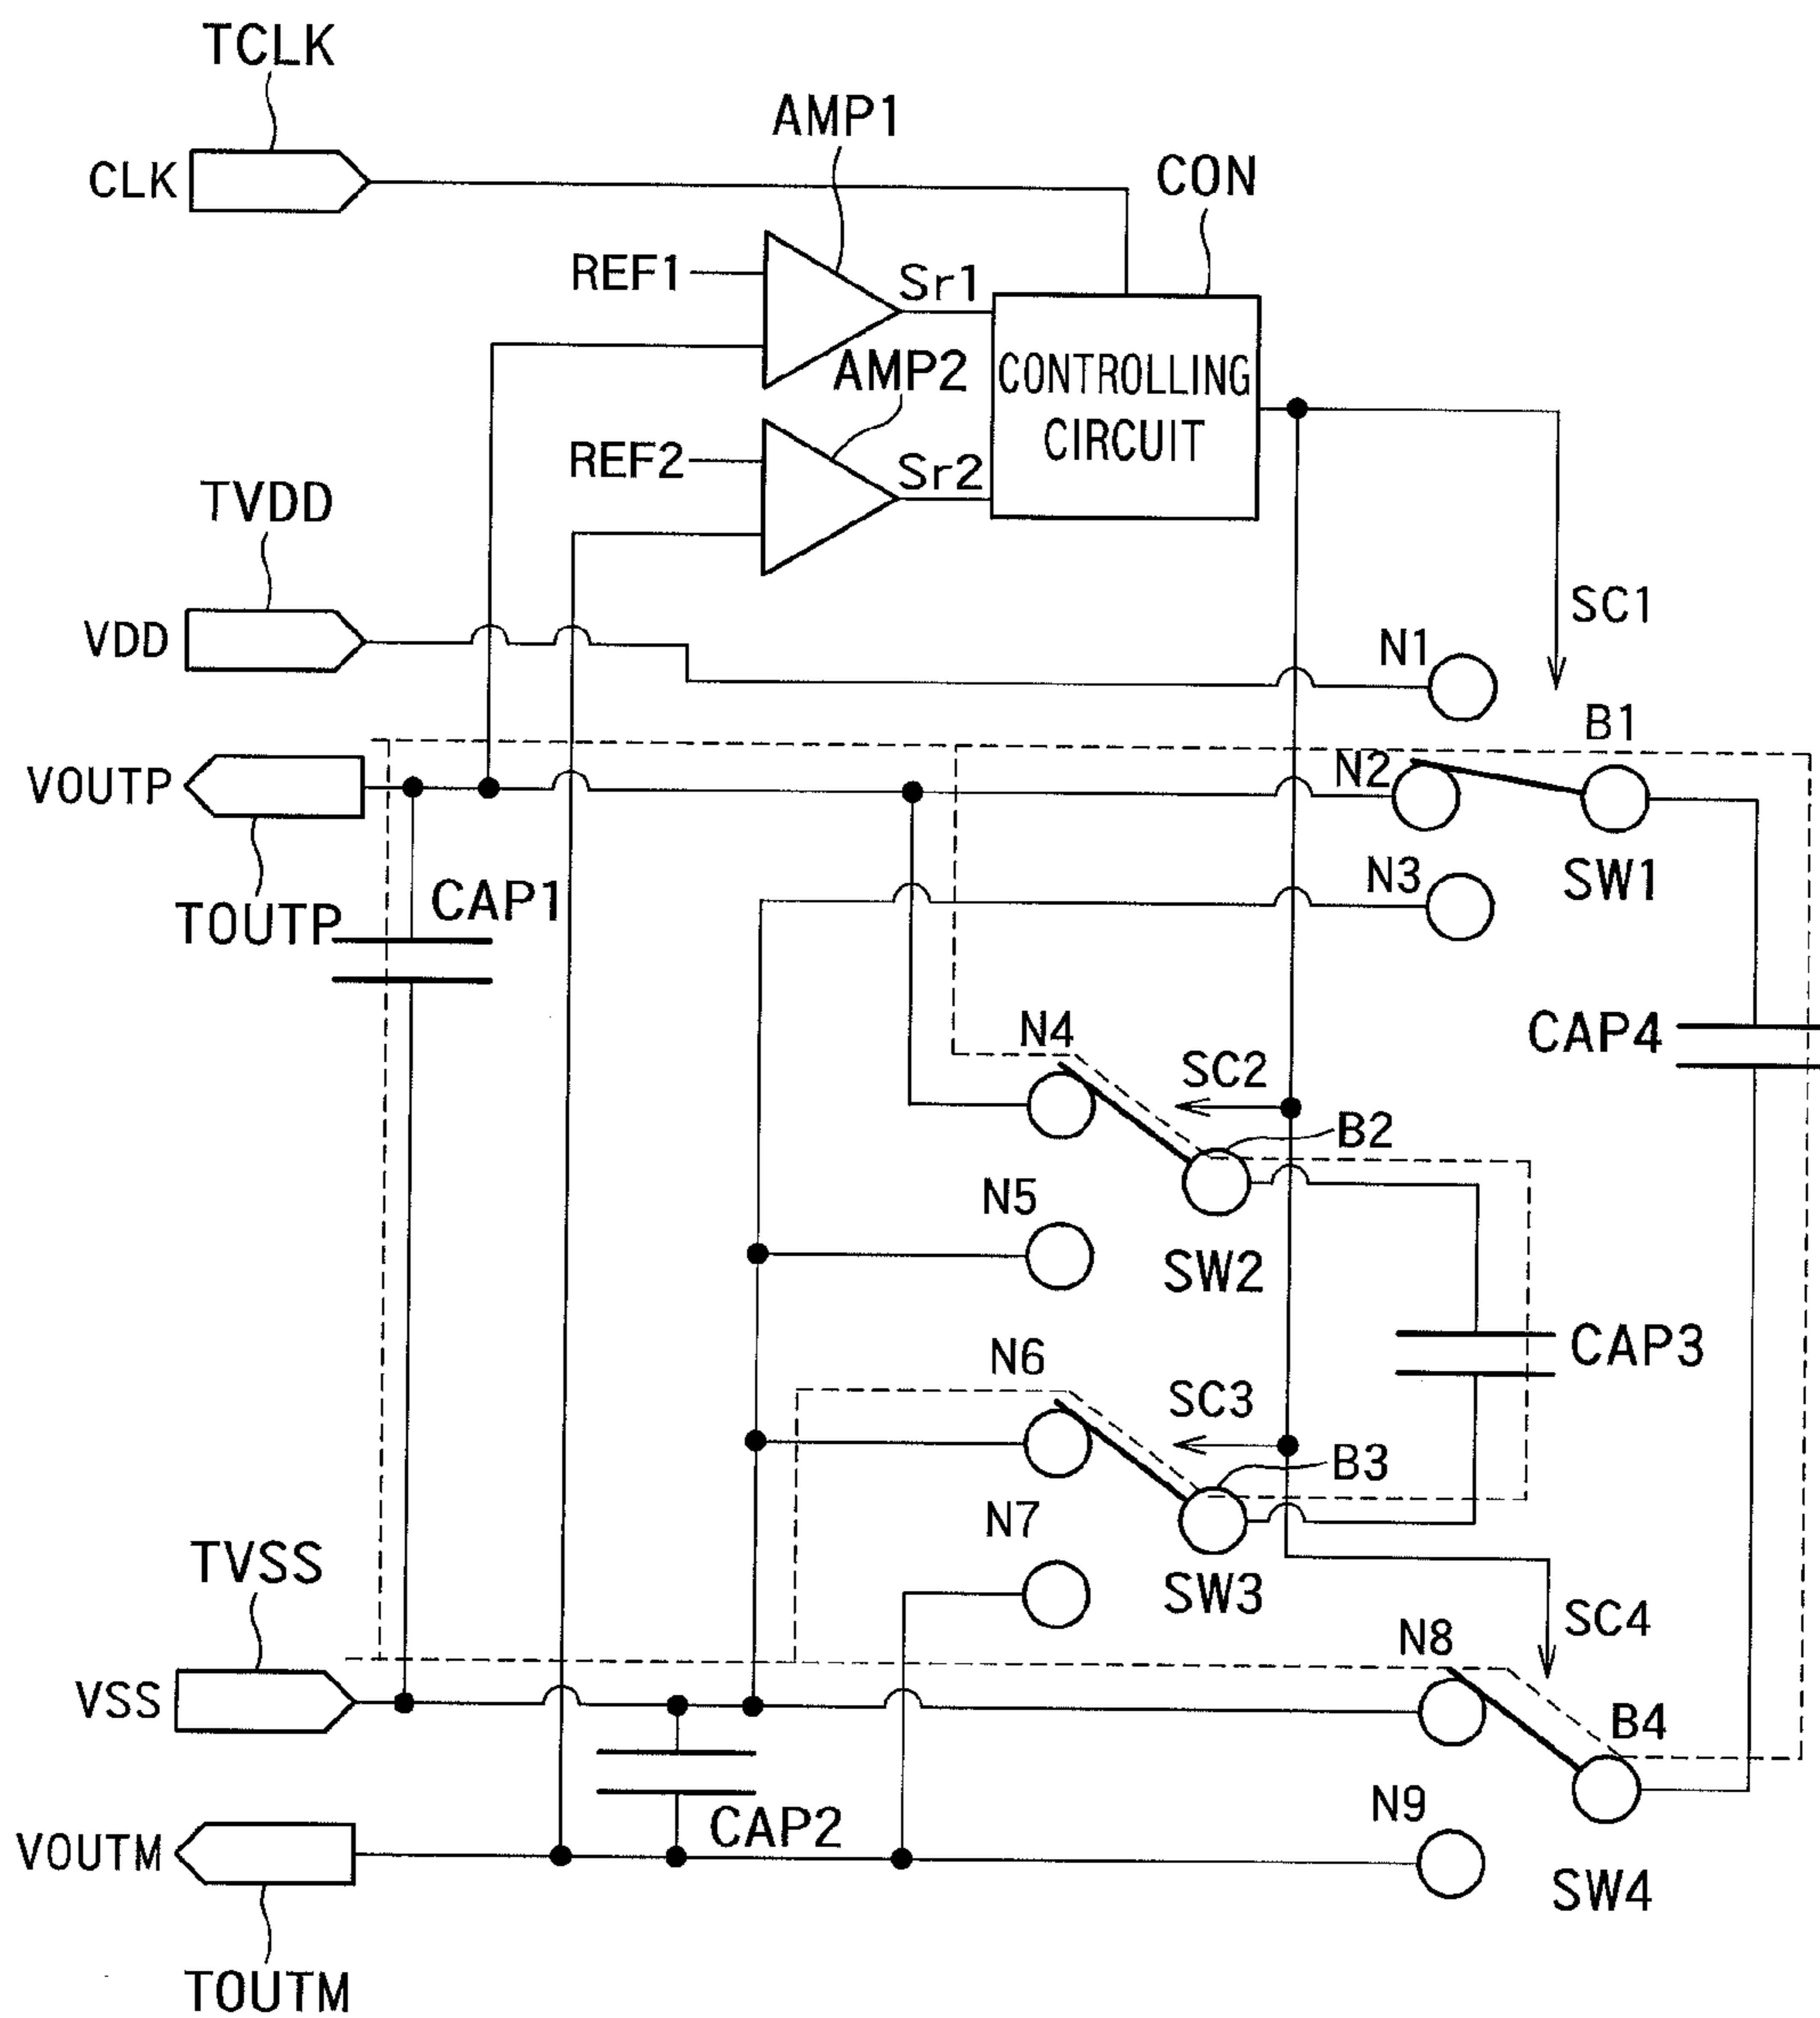 TCLK
AMP1
CLK
CON
REF1
Sr1
AMP2
CONTROLLING
CIRCUIT
REF2
Sr2
TVDD
SC1
VDD
N1
B1
VOUTP
N2
N3
SW1
CAP1
TOUTP
N4
CAP4
SC2
B2
N5
SW2
N6
CAP3
SC3
B3
N7
TVSS
SW3
SC4
N8
VSS
B4
N9
CAP2
VOUTM
SW4
TOUTM